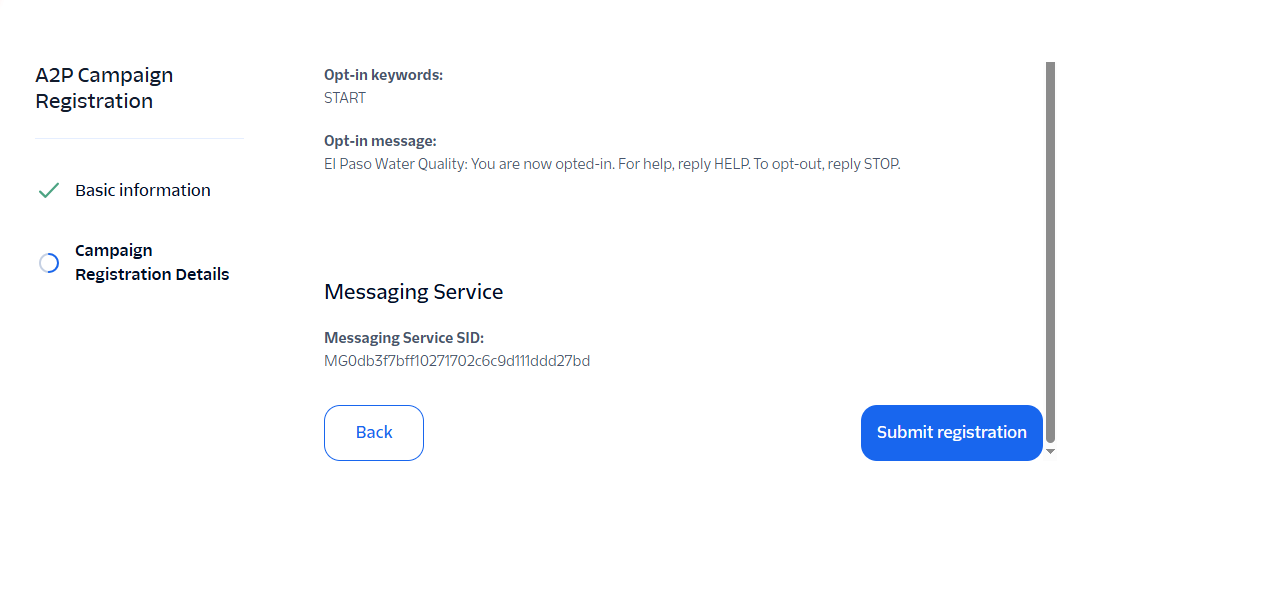 A2P Campaign
Registration
Basic information
Campaign
Registration Details
Opt-in keywords:
START
Opt-in message:
El Paso Water Quality: You are now opted-in. For help, reply HELP. To opt-out, reply STOP.
Messaging Service
Messaging Service SID:
MG0db3f7bff10271702c6c9d111ddd27bd
Back
Submit registration